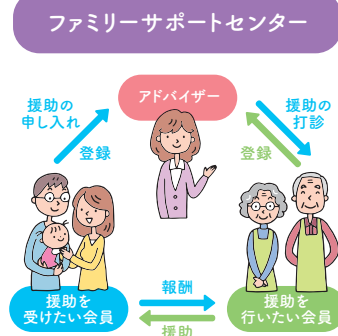 ファミリーサポートセンター
アドバイザー
援助の
申し入れ
登録
援助の
打診
登録
援助を
受けたい会員
報酬
援助
援助を
行いたい会員